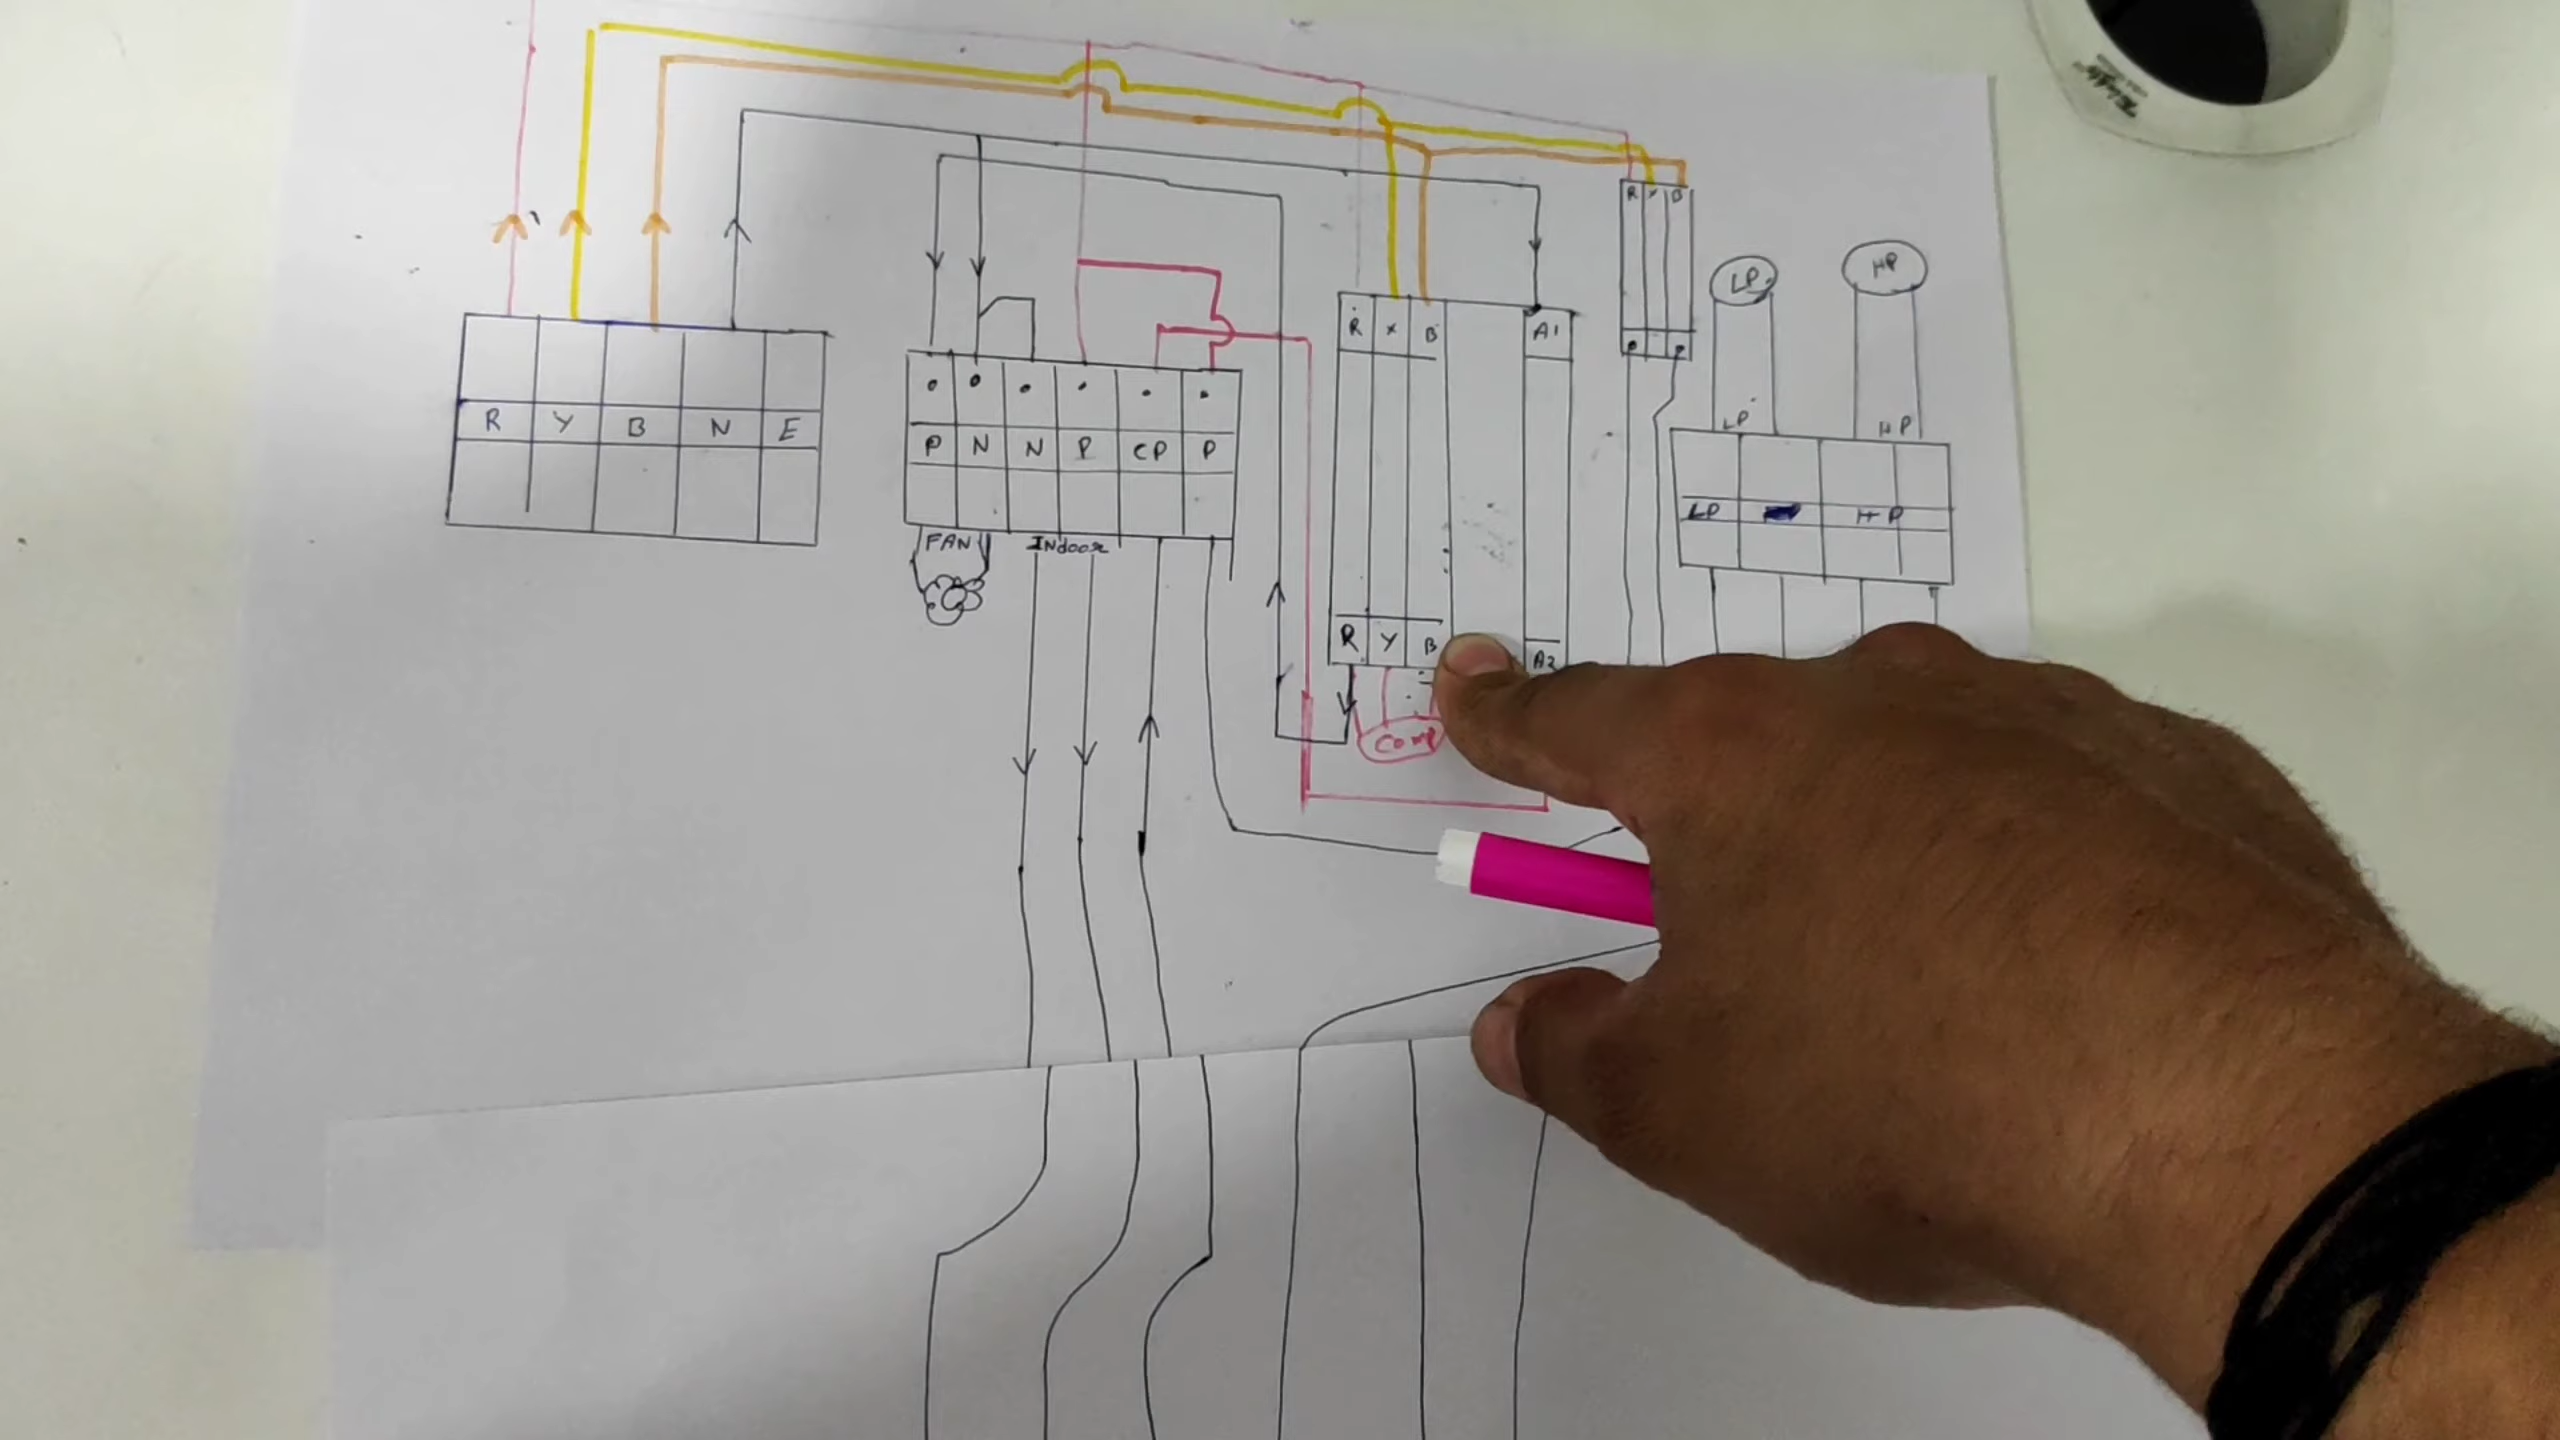 R Y B N E
P N N P CP P
FAN
INdoor
R Y B A1
R Y B A2
Comp
R Y B
LP
HP
LP HP
LP HP